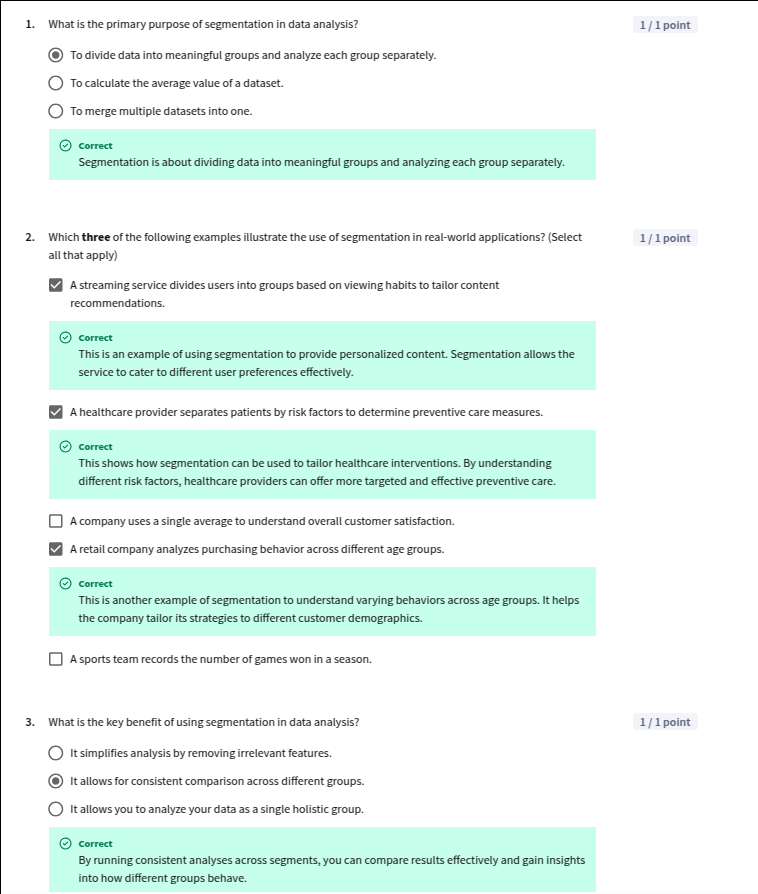 1. What is the primary purpose of segmentation in data analysis? 1 / 1 point
To divide data into meaningful groups and analyze each group separately.
To calculate the average value of a dataset.
To merge multiple datasets into one.
Correct
Segmentation is about dividing data into meaningful groups and analyzing each group separately.
2. Which three of the following examples illustrate the use of segmentation in real-world applications? (Select 1 / 1 point
all that apply)
A streaming service divides users into groups based on viewing habits to tailor content
recommendations.
Correct
This is an example of using segmentation to provide personalized content. Segmentation allows the
service to cater to different user preferences effectively.
A healthcare provider separates patients by risk factors to determine preventive care measures.
Correct
This shows how segmentation can be used to tailor healthcare interventions. By understanding
different risk factors, healthcare providers can offer more targeted and effective preventive care.
A company uses a single average to understand overall customer satisfaction.
A retail company analyzes purchasing behavior across different age groups.
Correct
This is another example of segmentation to understand varying behaviors across age groups. It helps
the company tailor its strategies to different customer demographics.
A sports team records the number of games won in a season.
3. What is the key benefit of using segmentation in data analysis? 1 / 1 point
It simplifies analysis by removing irrelevant features.
It allows for consistent comparison across different groups.
It allows you to analyze your data as a single holistic group.
Correct
By running consistent analyses across segments, you can compare results effectively and gain insights
into how different groups behave.